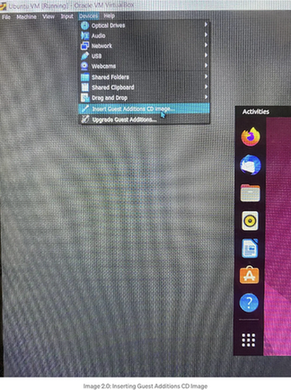 Ubuntu VM [Running] - Oracle VM VirtualBox
File Machine View Input Devices Help
Optical Drives
Audio
Network
USB
Webcams
Shared Folders
Shared Clipboard
Drag and Drop
Insert Guest Additions CD image...
Upgrade Guest Additions...
Activities
Image 2.0: Inserting Guest Additions CD Image